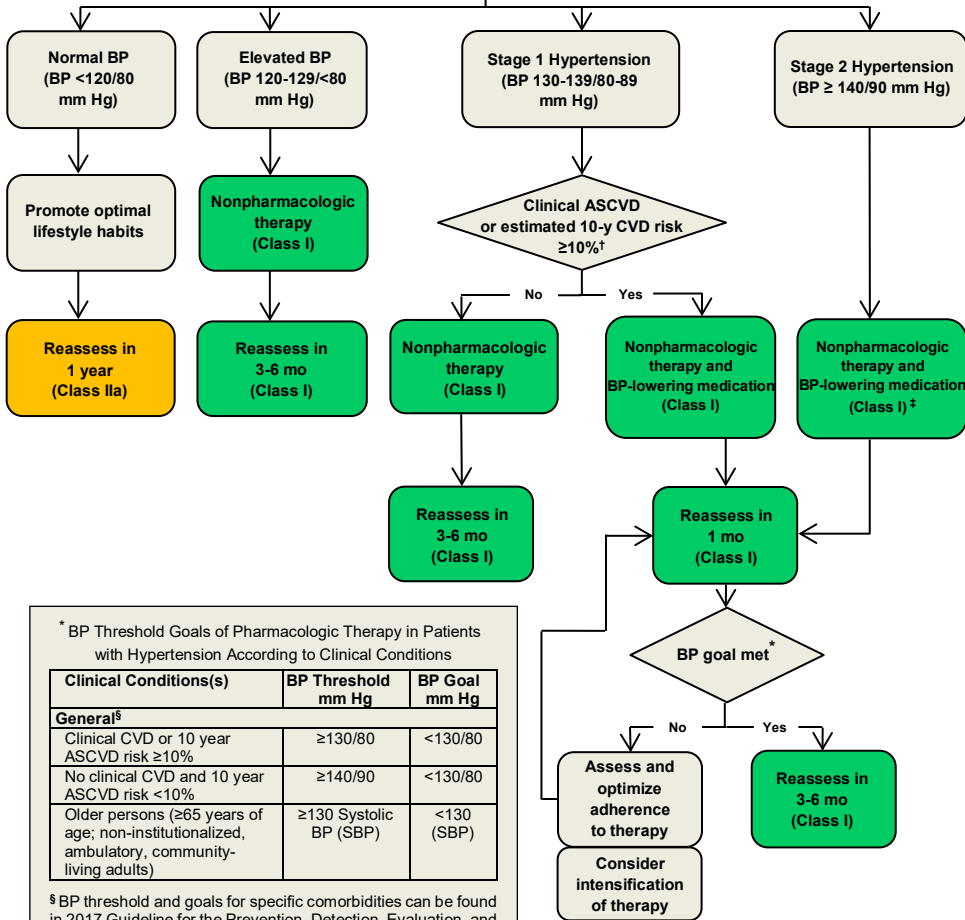 Normal BP
(BP <120/80
mm Hg)
Elevated BP
(BP 120-129/<80
mm Hg)
Stage 1 Hypertension
(BP 130-139/80-89
mm Hg)
Stage 2 Hypertension
(BP ≥ 140/90 mm Hg)
Promote optimal
lifestyle habits
Nonpharmacologic
therapy
(Class I)
Clinical ASCVD
or estimated 10-y CVD risk
≥10%†
No
Yes
Reassess in
1 year
(Class IIa)
Reassess in
3-6 mo
(Class I)
Nonpharmacologic
therapy
(Class I)
Nonpharmacologic
therapy and
BP-lowering medication
(Class I)
Nonpharmacologic
therapy and
BP-lowering medication
(Class I) ‡
Reassess in
3-6 mo
(Class I)
Reassess in
1 mo
(Class I)
BP goal met*
No
Yes
Assess and
optimize
adherence
to therapy
Reassess in
3-6 mo
(Class I)
Consider
intensification
of therapy
* BP Threshold Goals of Pharmacologic Therapy in Patients
with Hypertension According to Clinical Conditions
Clinical Conditions(s) BP Threshold mm Hg BP Goal mm Hg
General§
Clinical CVD or 10 year ≥130/80 <130/80
ASCVD risk ≥10%
No clinical CVD and 10 year ≥140/90 <130/80
ASCVD risk <10%
Older persons (≥65 years of ≥130 Systolic <130
age; non-institutionalized, BP (SBP) (SBP)
ambulatory, community-
living adults)
§ BP threshold and goals for specific comorbidities can be found
in 2017 Guideline for the Prevention, Detection, Evaluation, and